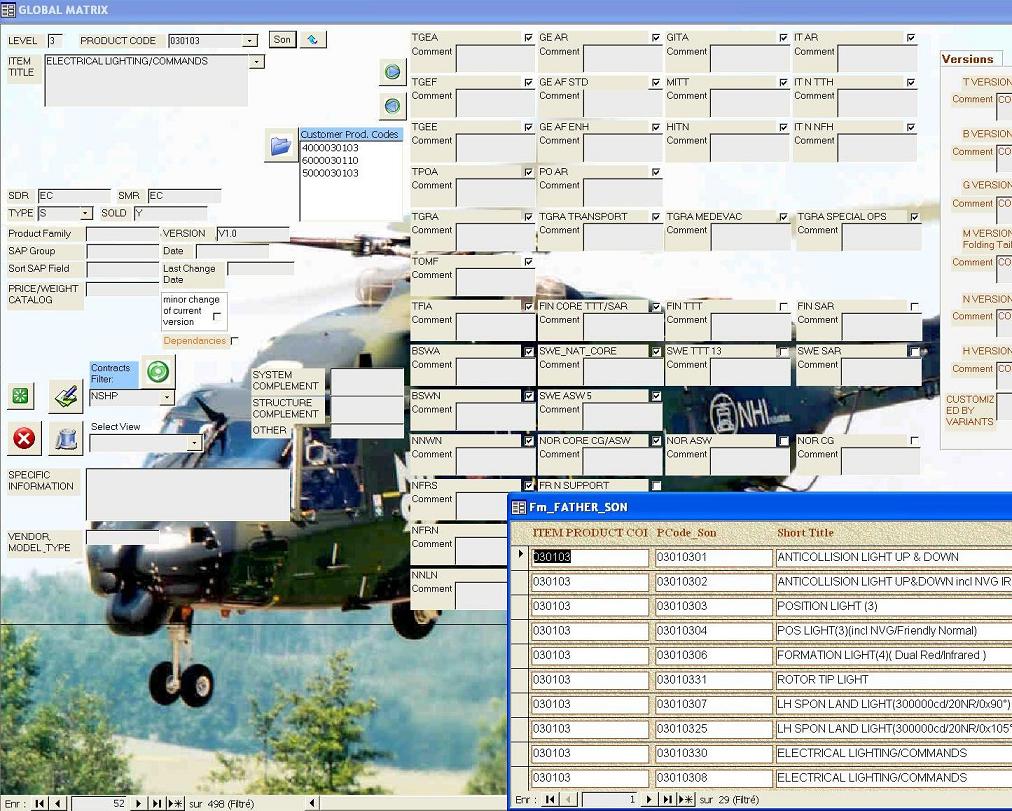 GLOBAL MATRIX
LEVEL 3 PRODUCT CODE 030103 Son
ITEM TITLE ELECTRICAL LIGHTING/COMMANDS
Customer Prod. Codes
4000030103
6000030110
5000030103
SDR EC SMR EC
TYPE S SOLD Y
Product Family VERSION V1.0
SAP Group Date
Sort SAP Field Last Change Date
PRICE/WEIGHT CATALOG
minor change of current version
Dependancies
Contracts Filter:
NSHP
Select View
SYSTEM COMPLEMENT
STRUCTURE COMPLEMENT
OTHER
SPECIFIC INFORMATION
VENDOR, MODEL_TYPE
TGEA GE AR GITA IT AR
Comment Comment Comment Comment
TGEF GE AF STD MITT IT N TTH
Comment Comment Comment Comment
TGEE GE AF ENH HITN IT N NFH
Comment Comment Comment Comment
TPOA PO AR
Comment Comment
TGRA TGRA TRANSPORT TGRA MEDEVAC TGRA SPECIAL OPS
Comment Comment Comment Comment
TOMF
Comment
TFIA FIN CORE TTT/SAR FIN TTT FIN SAR
Comment Comment Comment Comment
BSWA SWE_NAT_CORE SWE TTT 13 SWE SAR
Comment Comment Comment Comment
BSWN SWE ASW 5
Comment Comment
NNWN NOR CORE CG/ASW NOR ASW NOR CG
Comment Comment Comment Comment
NFRS FR N SUPPORT
Comment
NFRN
Comment
NNLN
Comment
NHI
Versions
T VERSION
Comment CO
B VERSION
Comment CO
G VERSION
Comment CO
M VERSION
Folding Tail
Comment CO
N VERSION
Comment CO
H VERSION
Comment CO
CUSTOMIZ
ED BY
VARIANTS
Fm_FATHER_SON
ITEM PRODUCT COI PCode_Son Short Title
030103 03010301 ANTICOLLISION LIGHT UP & DOWN
030103 03010302 ANTICOLLISION LIGHT UP&DOWN incl NVG IR
030103 03010303 POSITION LIGHT (3)
030103 03010304 POS LIGHT(3)(incl NVG/Friendly Normal)
030103 03010306 FORMATION LIGHT(4)( Dual Red/Infrared )
030103 03010331 ROTOR TIP LIGHT
030103 03010307 LH SPON LAND LIGHT(300000cd/20NR/0x90°)
030103 03010325 LH SPON LAND LIGHT(300000cd/20NR/0x105°
030103 03010330 ELECTRICAL LIGHTING/COMMANDS
030103 03010308 ELECTRICAL LIGHTING/COMMANDS
Enr : 1 sur 29 (Filtré)
Enr : 52 sur 498 (Filtré)